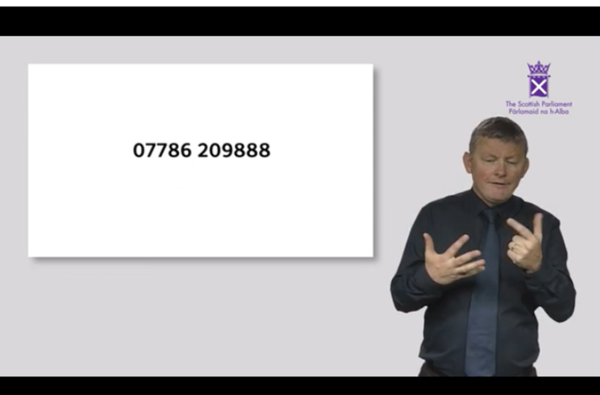 07786 209888
The Scottish Parliament
Pàrlamaid na h-Alba